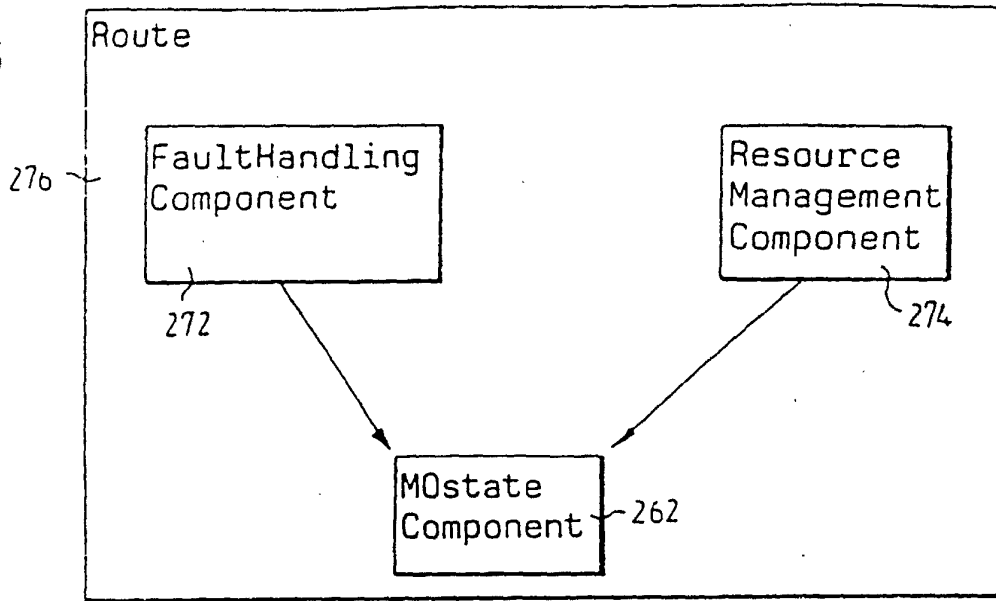 Route
FaultHandling
Component
Resource
Management
Component
276
272
274
MOstate
Component
262